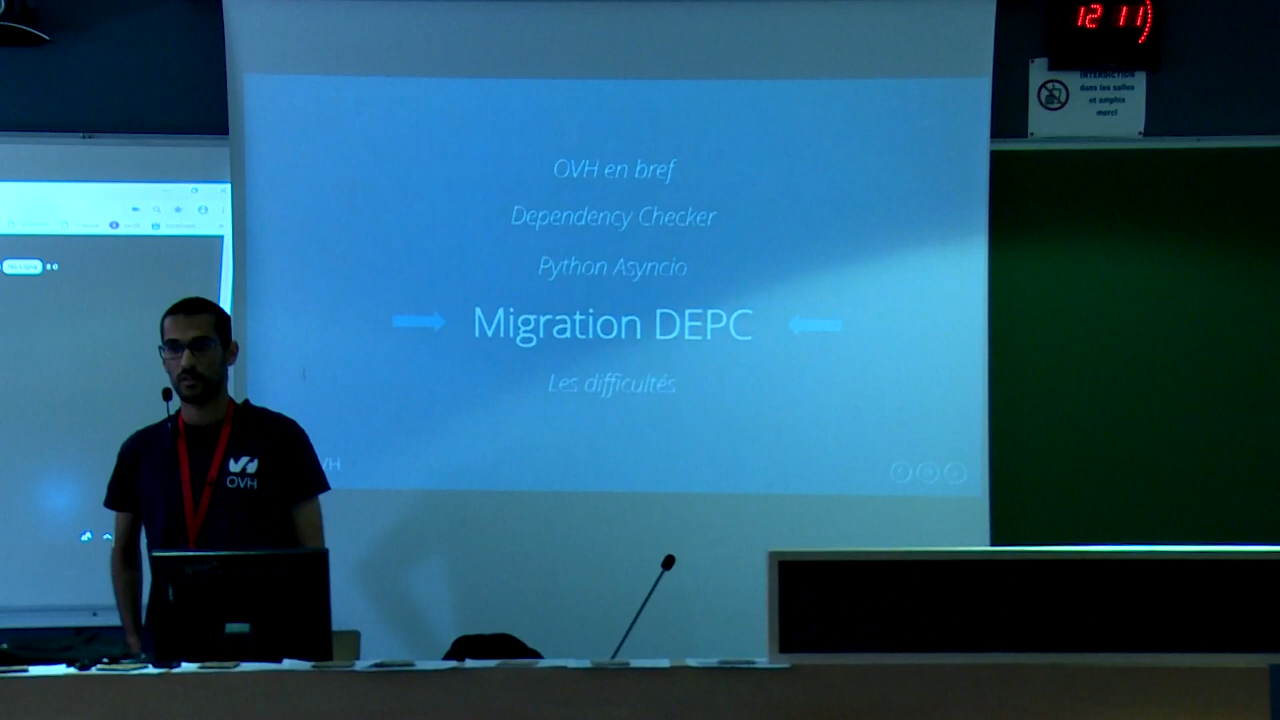 12 11
INTERDICTION
dans les salles
et amphis
merci
OVH en bref
Dependency Checker
Python Asyncio
Migration DEPC
Les difficultés
VH
OVH